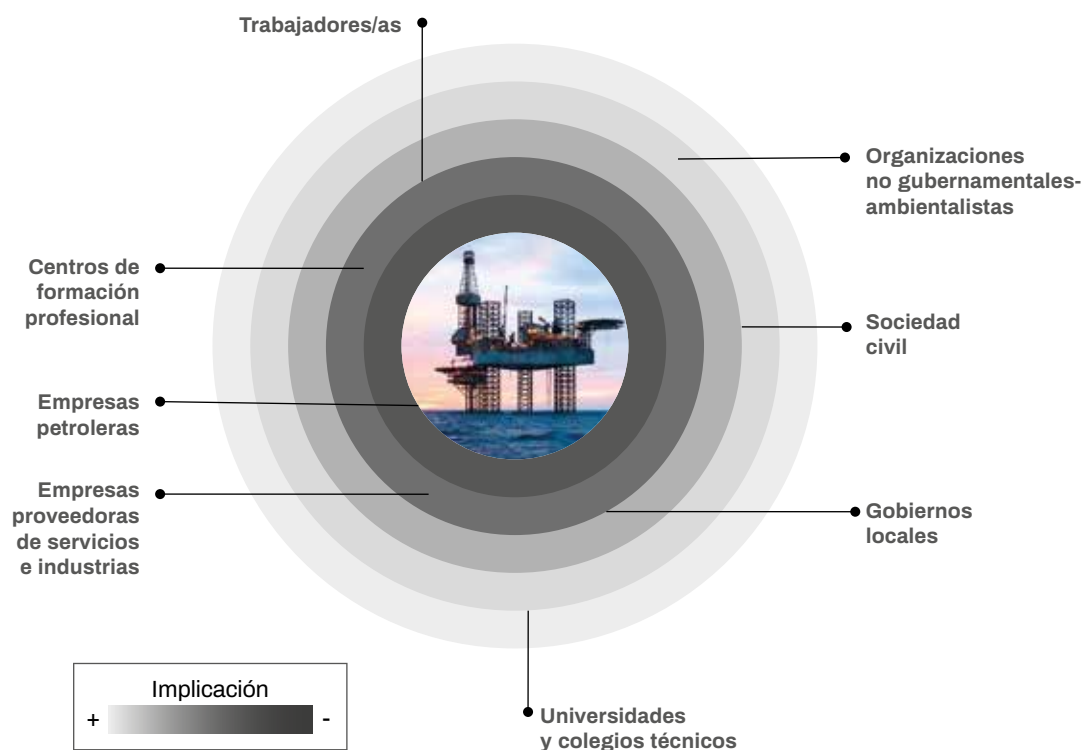 Trabajadores/as
Organizaciones
no gubernamentales-
ambientalistas
Centros de
formación
profesional
Sociedad
civil
Empresas
petroleras
Empresas
proveedoras
de servicios
e industrias
Gobiernos
locales
Implicación
+ -
Universidades
y colegios técnicos